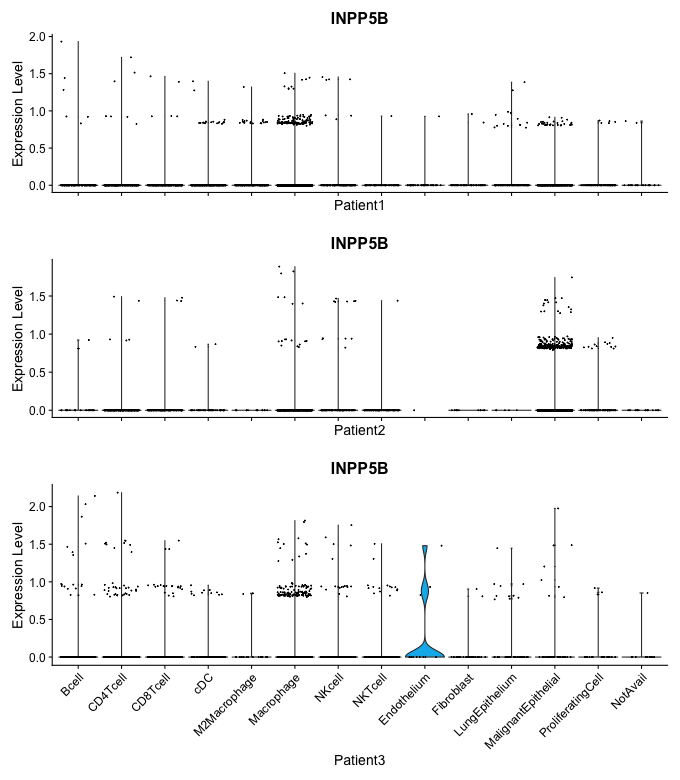 INPP5B
Expression Level
2.0
1.5
1.0
0.5
0.0
Patient1
INPP5B
Expression Level
1.5
1.0
0.5
0.0
Patient2
INPP5B
Expression Level
2.0
1.5
1.0
0.5
0.0
Bcell
CD4Tcell
CD8Tcell
cDC
M2Macrophage
Macrophage
NKcell
NKTcell
Endothelium
Fibroblast
LungEpithelium
MalignantEpithelial
ProliferatingCell
NotAvail
Patient3